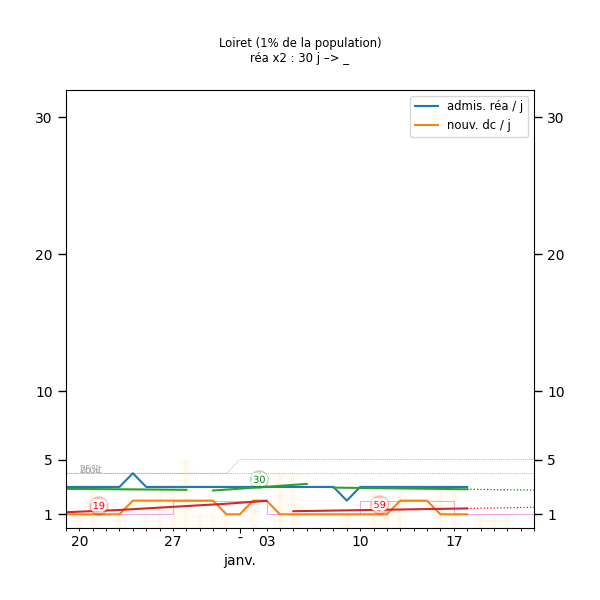 Loiret (1% de la population)
réa x2 : 30 j –> _
admis. réa / j
nouv. dc / j
30 30
20 20
10 10
5 5
25%
30
19
59
1 1
20 27 - 03 10 17
janv.